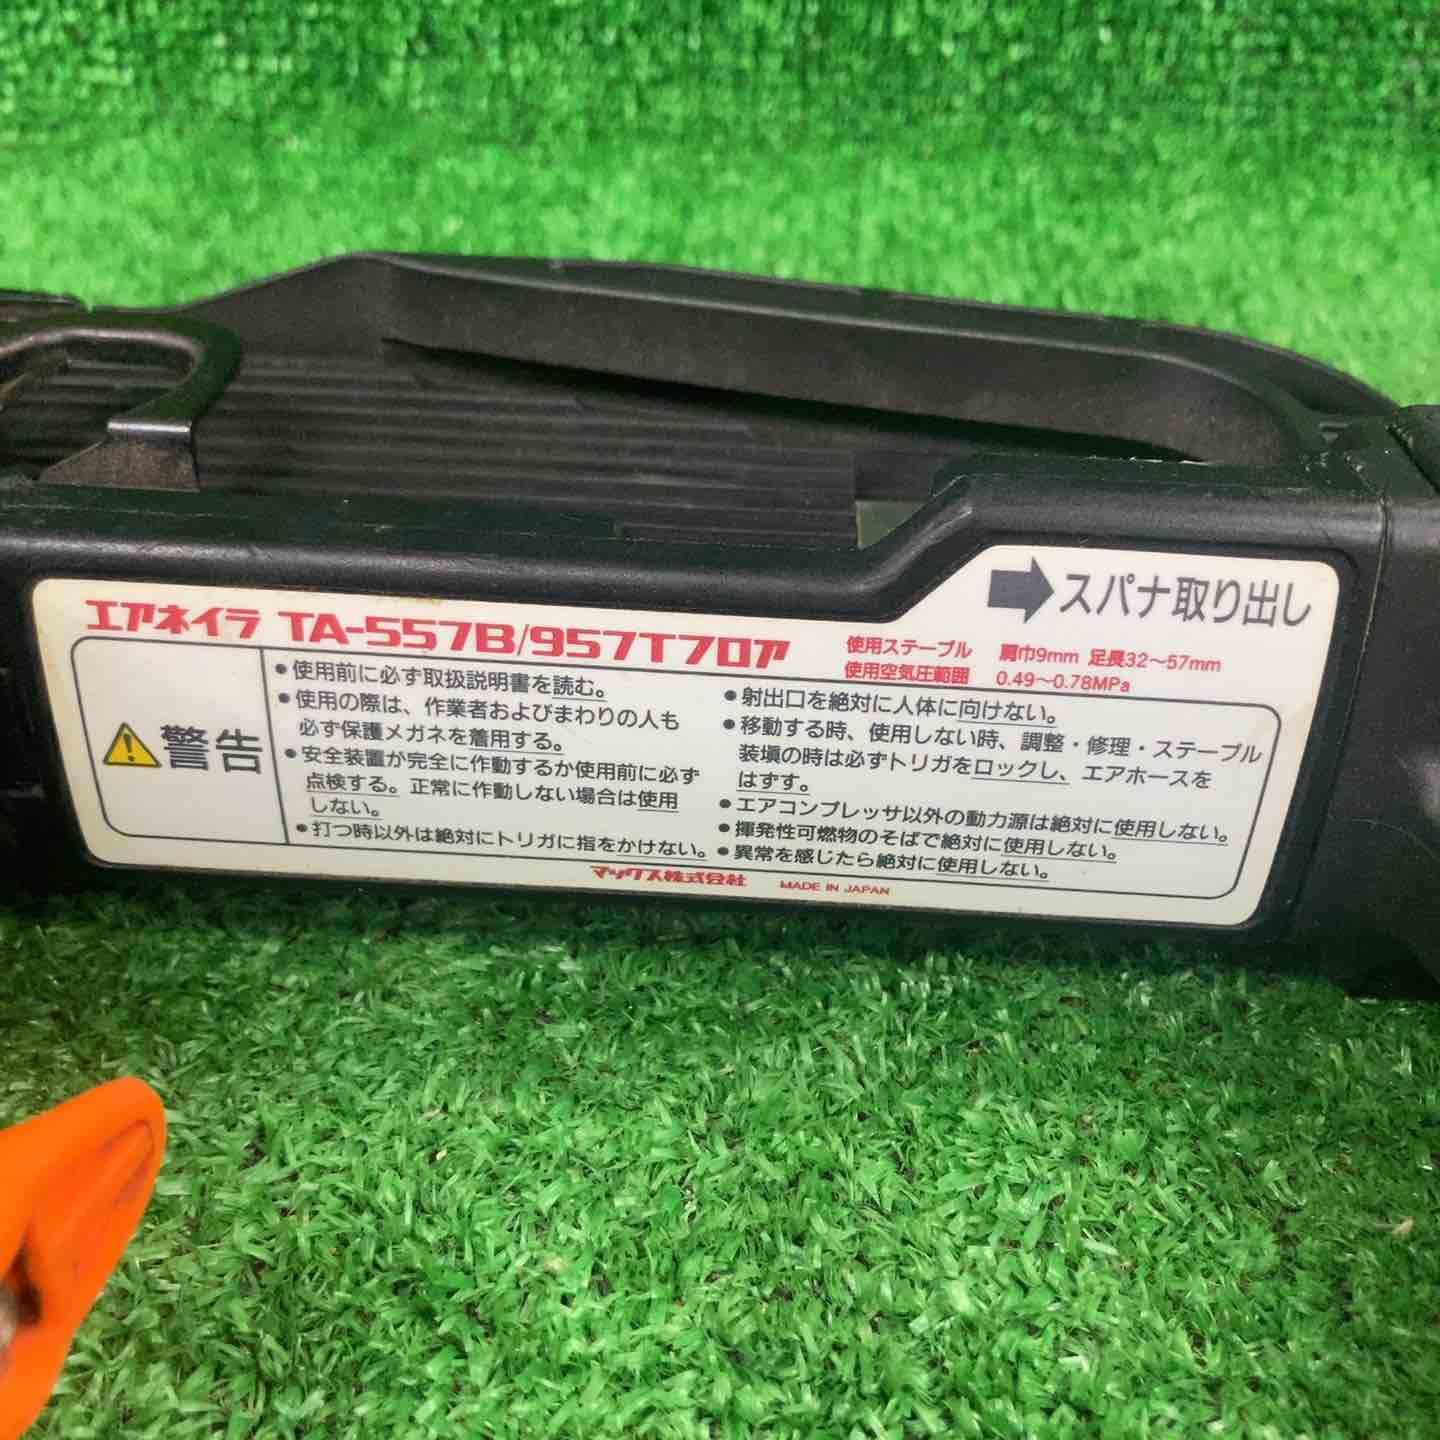 スパナ取り出し
エアネイラ TA-557B/957Tフロア
使用ステープル 肩巾9mm 足長32～57mm
使用空気圧範囲 0.49～0.78MPa
警告
●使用前に必ず取扱説明書を読む。
●使用の際は、作業者およびまわりの人も
必ず保護メガネを着用する。
●安全装置が完全に作動するか使用前に必ず
点検する。正常に作動しない場合は使用
しない。
●打つ時以外は絶対にトリガに指をかけない。
●射出口を絶対に人体に向けない。
●移動する時、使用しない時、調整・修理・ステープル
装填の時は必ずトリガをロックし、エアホースを
はずす。
●エアコンプレッサ以外の動力源は絶対に使用しない。
●揮発性可燃物のそばで絶対に使用しない。
●異常を感じたら絶対に使用しない。
マックス株式会社 MADE IN JAPAN